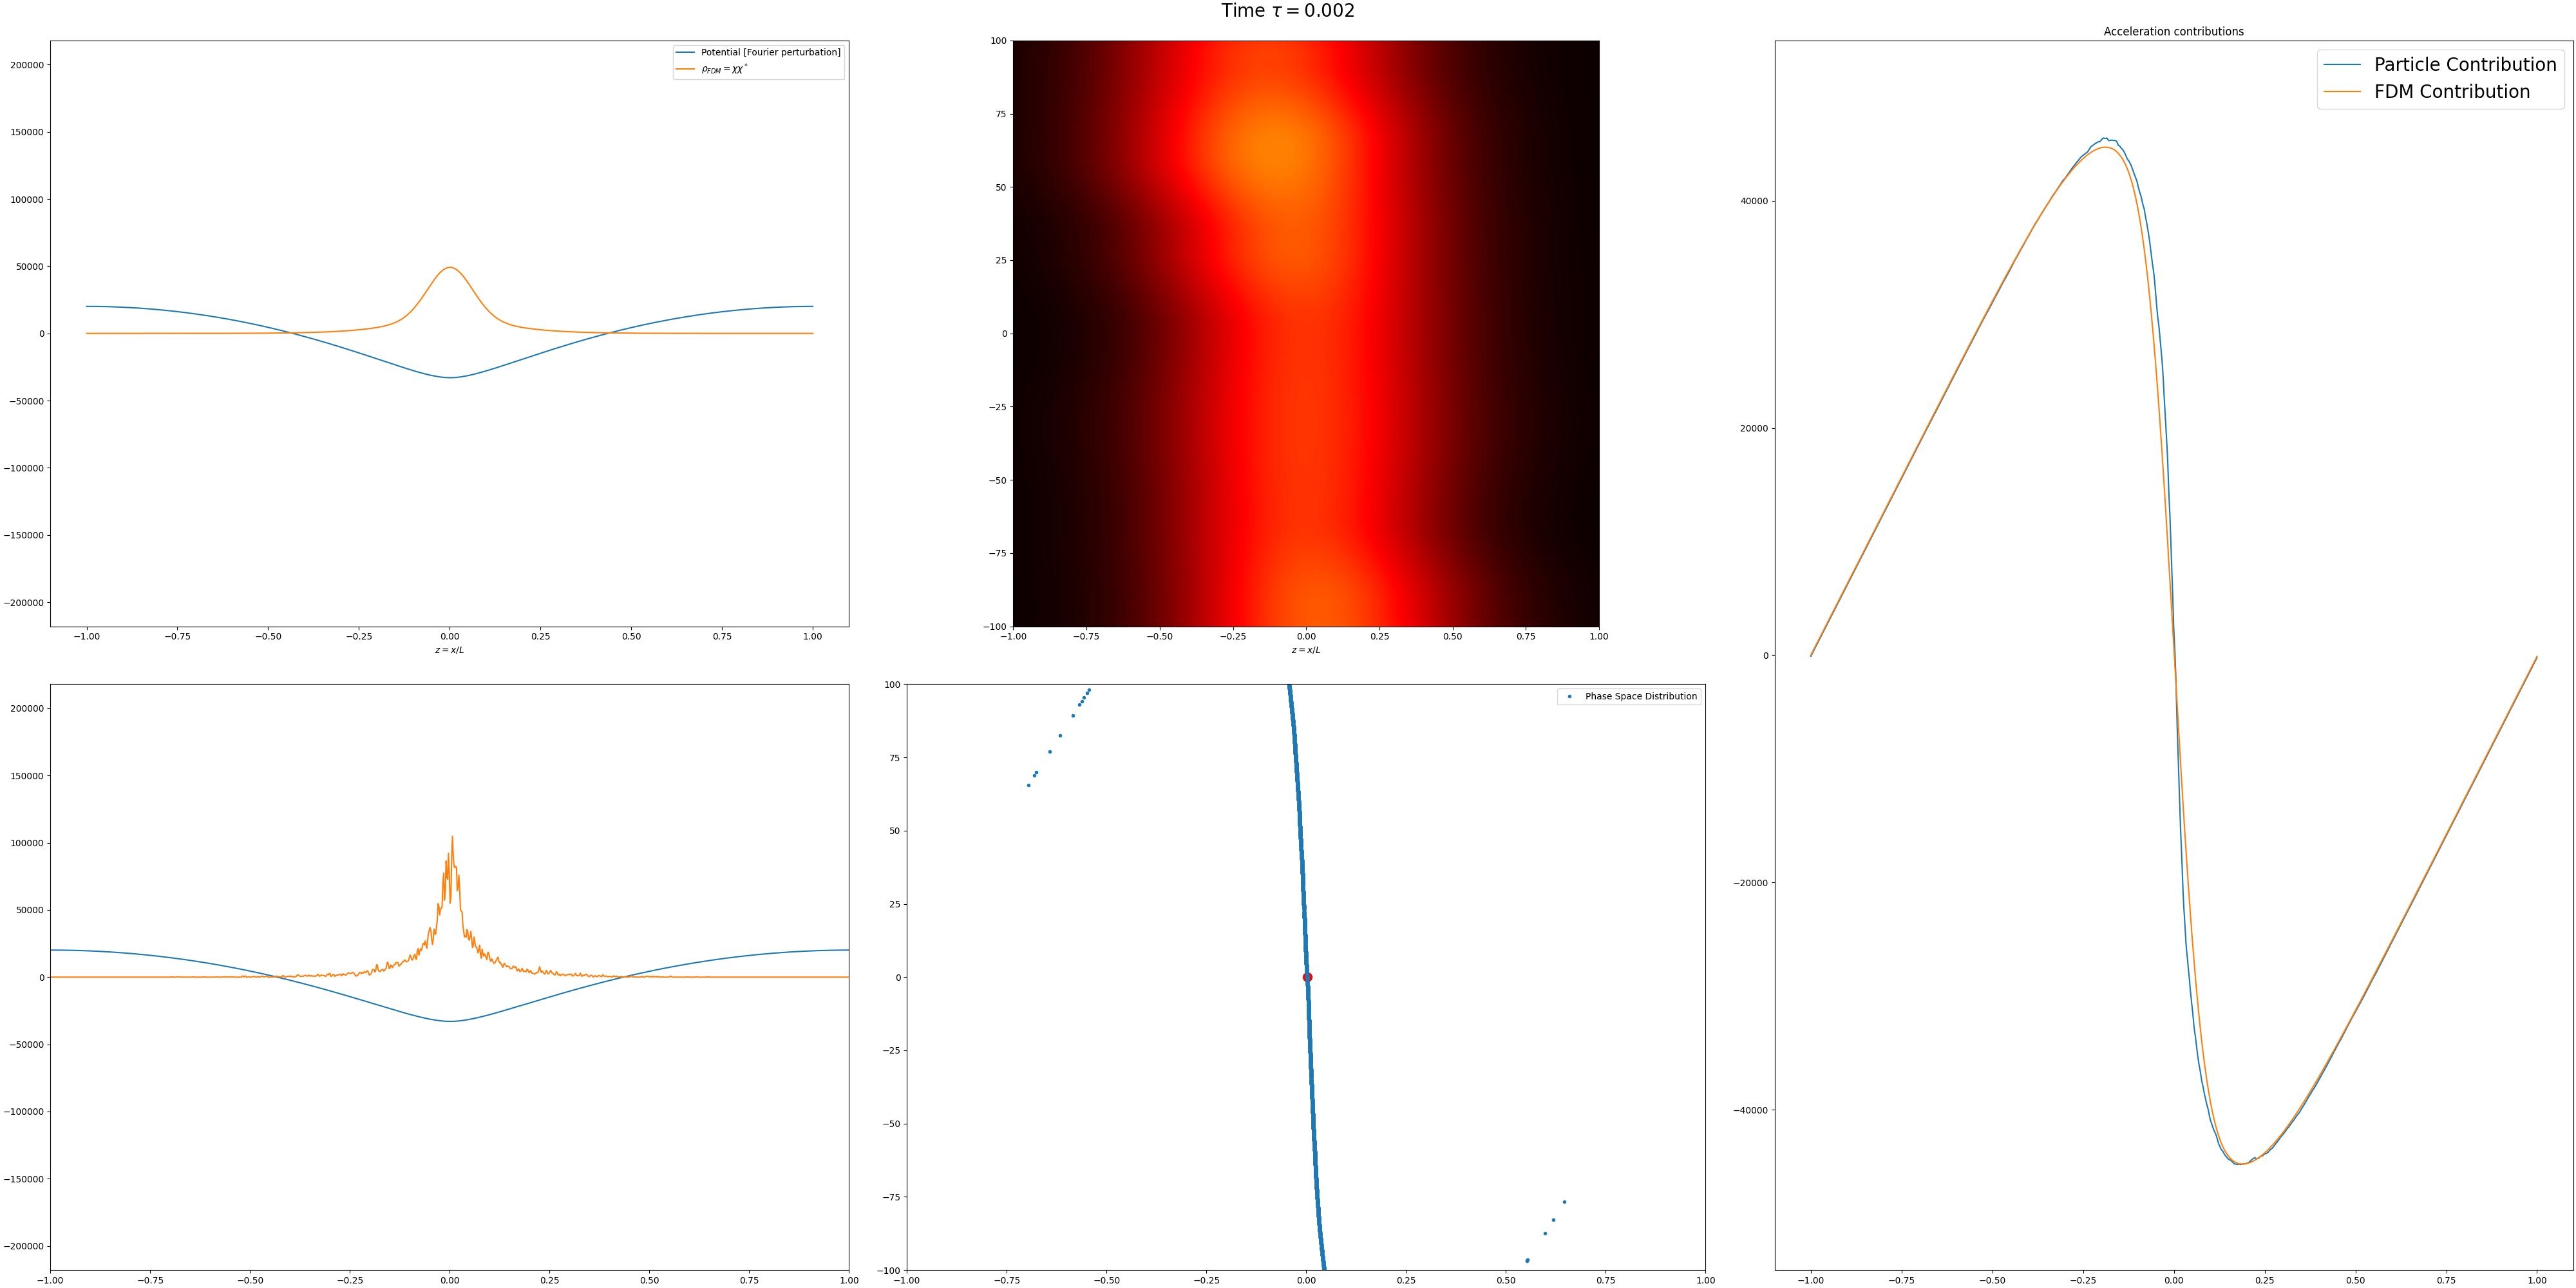 Time τ = 0.002
200000
150000
100000
50000
0
−50000
−100000
−150000
−200000
Potential [Fourier perturbation]
ρFDM = χχ*
−1.00 −0.75 −0.50 −0.25 0.00 0.25 0.50 0.75 1.00
z = x/L
100
75
50
25
0
−25
−50
−75
−100
−1.00 −0.75 −0.50 −0.25 0.00 0.25 0.50 0.75 1.00
z = x/L
Acceleration contributions
Particle Contribution
FDM Contribution
40000
20000
0
−20000
−40000
−1.00 −0.75 −0.50 −0.25 0.00 0.25 0.50 0.75 1.00
200000
150000
100000
50000
0
−50000
−100000
−150000
−200000
−1.00 −0.75 −0.50 −0.25 0.00 0.25 0.50 0.75 1.00
Phase Space Distribution
100
75
50
25
0
−25
−50
−75
−100
−1.00 −0.75 −0.50 −0.25 0.00 0.25 0.50 0.75 1.00